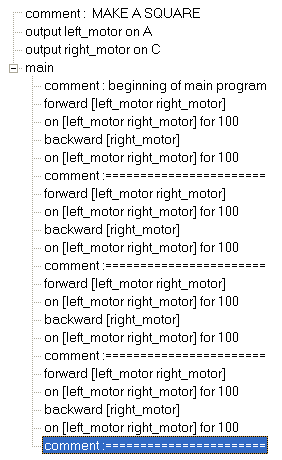 comment :  MAKE A SQUARE
output left_motor on A
output right_motor on C
main
comment : beginning of main program
forward [left_motor right_motor]
on [left_motor right_motor] for 100
backward [right_motor]
on [left_motor right_motor] for 100
comment :=======================
forward [left_motor right_motor]
on [left_motor right_motor] for 100
backward [right_motor]
on [left_motor right_motor] for 100
comment :=======================
forward [left_motor right_motor]
on [left_motor right_motor] for 100
backward [right_motor]
on [left_motor right_motor] for 100
comment :=======================
forward [left_motor right_motor]
on [left_motor right_motor] for 100
backward [right_motor]
on [left_motor right_motor] for 100
comment :=======================